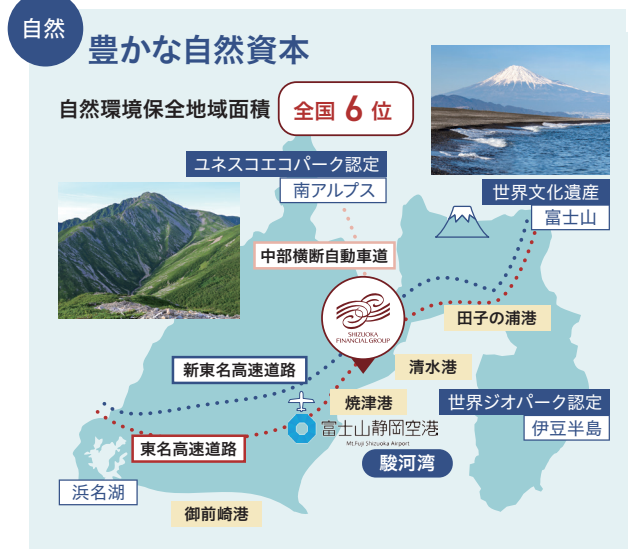 自然
豊かな自然資本
自然環境保全地域面積 全国 6 位
ユネスコエコパーク認定
南アルプス
世界文化遺産
富士山
中部横断自動車道
SHIZUOKA
FINANCIAL GROUP
田子の浦港
清水港
新東名高速道路
焼津港
世界ジオパーク認定
伊豆半島
富士山静岡空港
Mt.Fuji Shizuoka Airport
東名高速道路
駿河湾
浜名湖
御前崎港